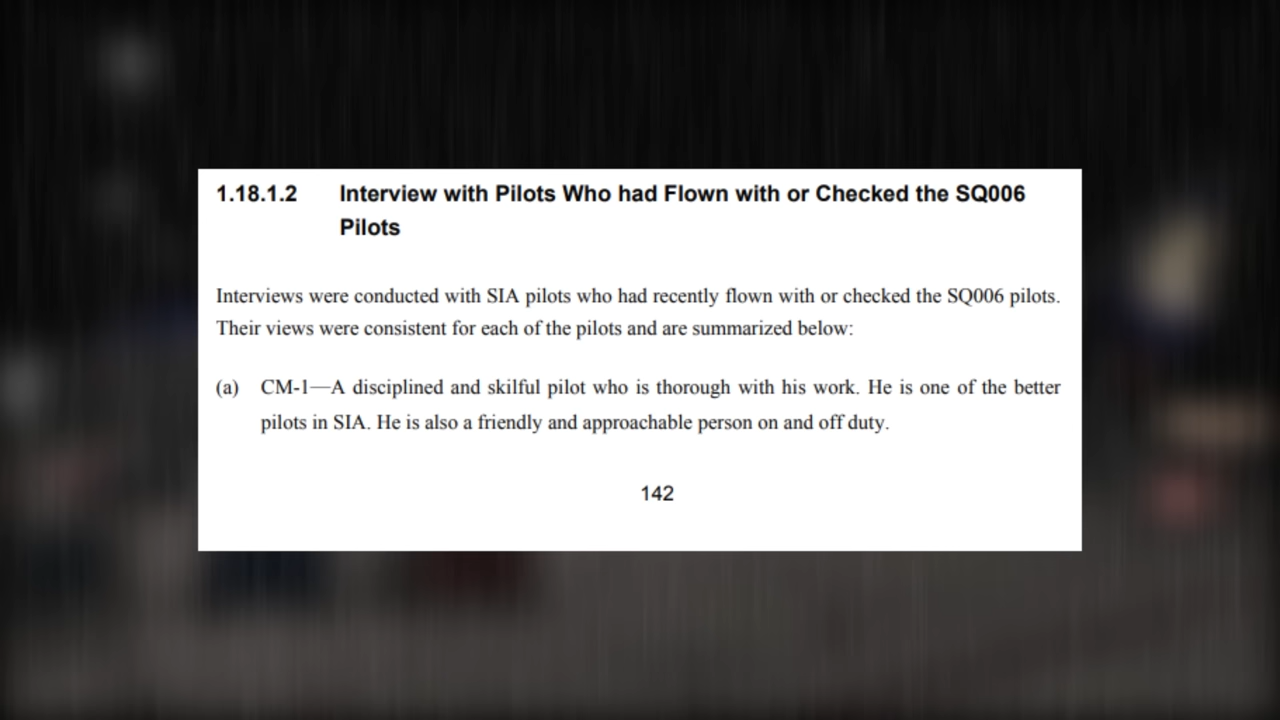 1.18.1.2 Interview with Pilots Who had Flown with or Checked the SQ006
Pilots
Interviews were conducted with SIA pilots who had recently flown with or checked the SQ006 pilots.
Their views were consistent for each of the pilots and are summarized below:
(a) CM-1—A disciplined and skilful pilot who is thorough with his work. He is one of the better
pilots in SIA. He is also a friendly and approachable person on and off duty.
142